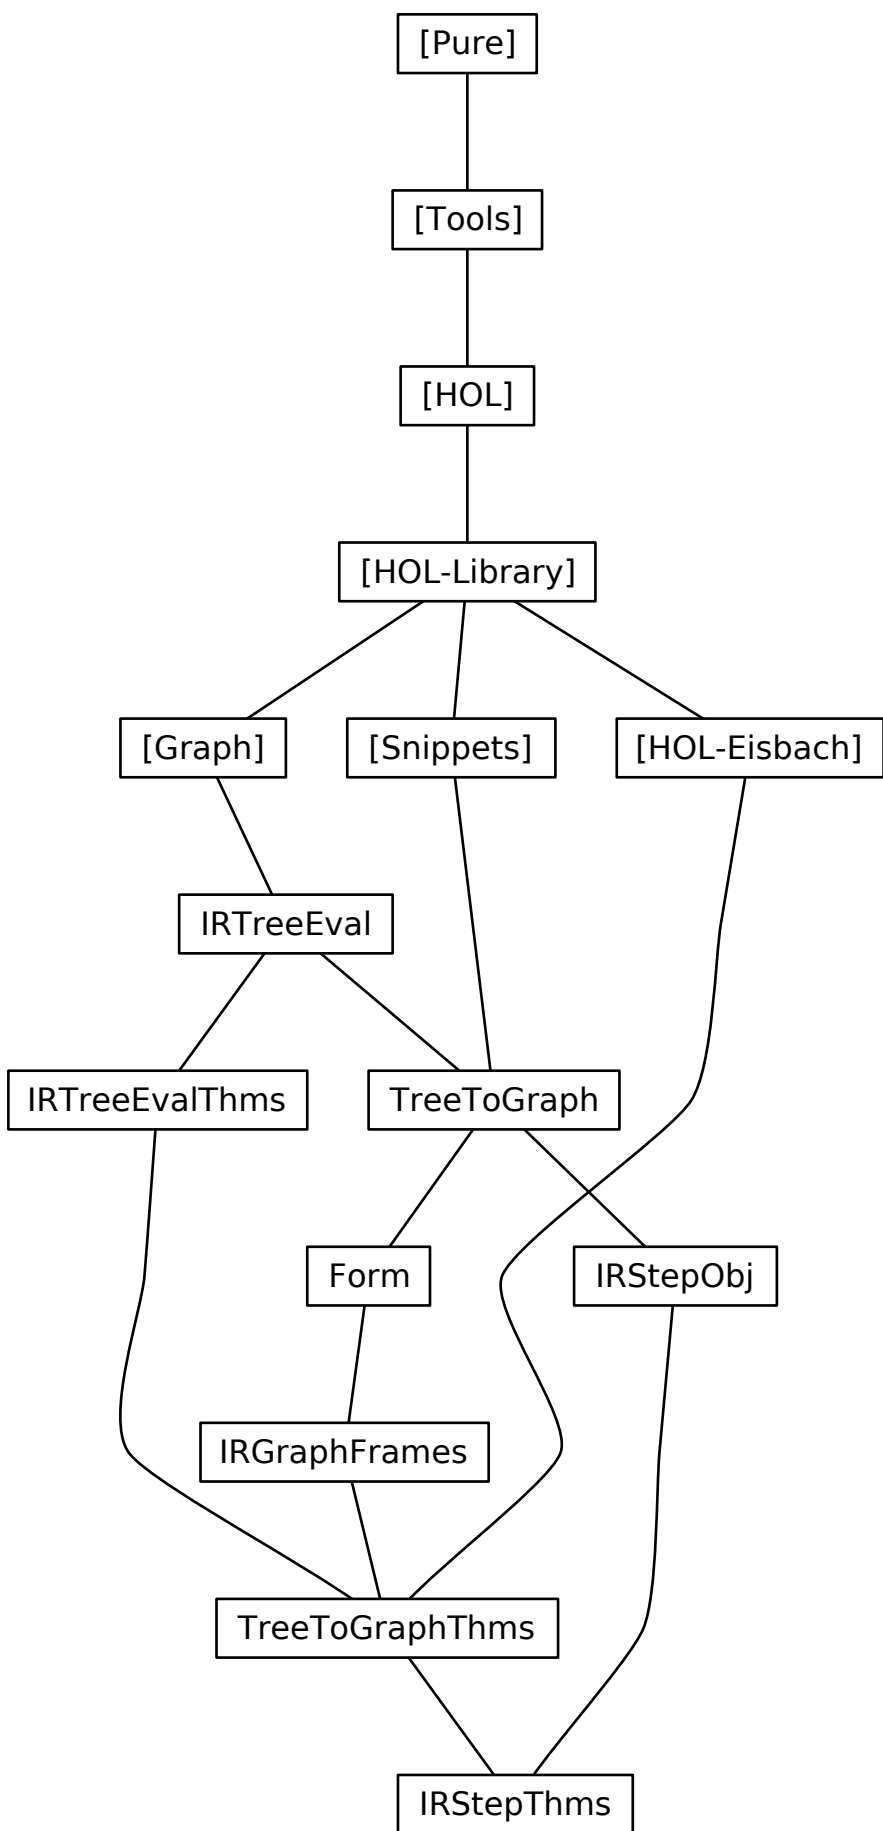 [Pure]
[Tools]
[HOL]
[HOL-Library]
[Graph]
[Snippets]
[HOL-Eisbach]
IRTreeEval
IRTreeEvalThms
TreeToGraph
Form
IRStepObj
IRGraphFrames
TreeToGraphThms
IRStepThms